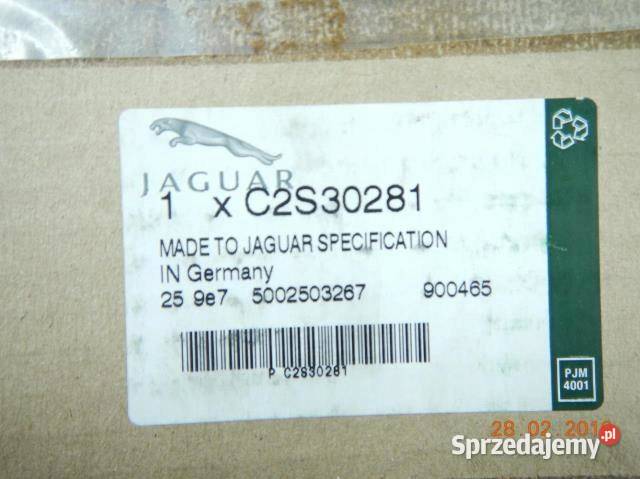 JAGUAR
1 x C2S30281
MADE TO JAGUAR SPECIFICATION
IN Germany
25 9e7 5002503267 900465
P C2S30281
PJM
4001
28 02
Sprzedajemy.pl